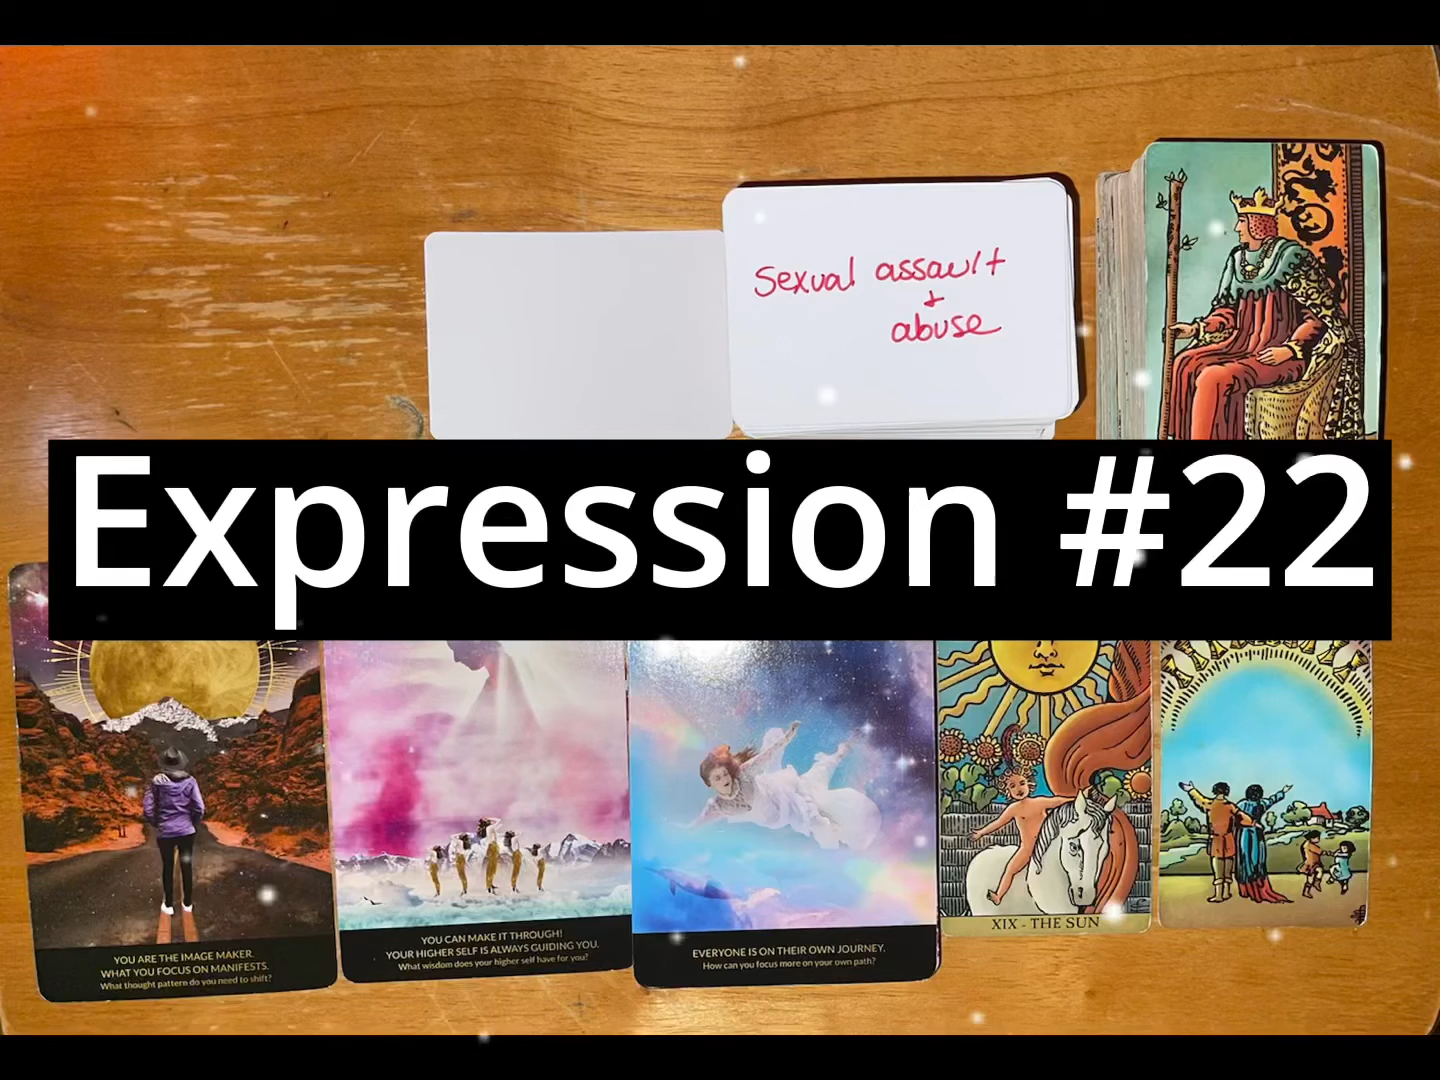 Sexual assault
+
abuse
Expression #22
YOU ARE THE IMAGE MAKER.
WHAT YOU FOCUS ON MANIFESTS.
What thought pattern do you need to shift?
YOU CAN MAKE IT THROUGH!
YOUR HIGHER SELF IS ALWAYS GUIDING YOU.
What wisdom does your higher self have for you?
EVERYONE IS ON THEIR OWN JOURNEY.
How can you focus more on your own path?
XIX - THE SUN